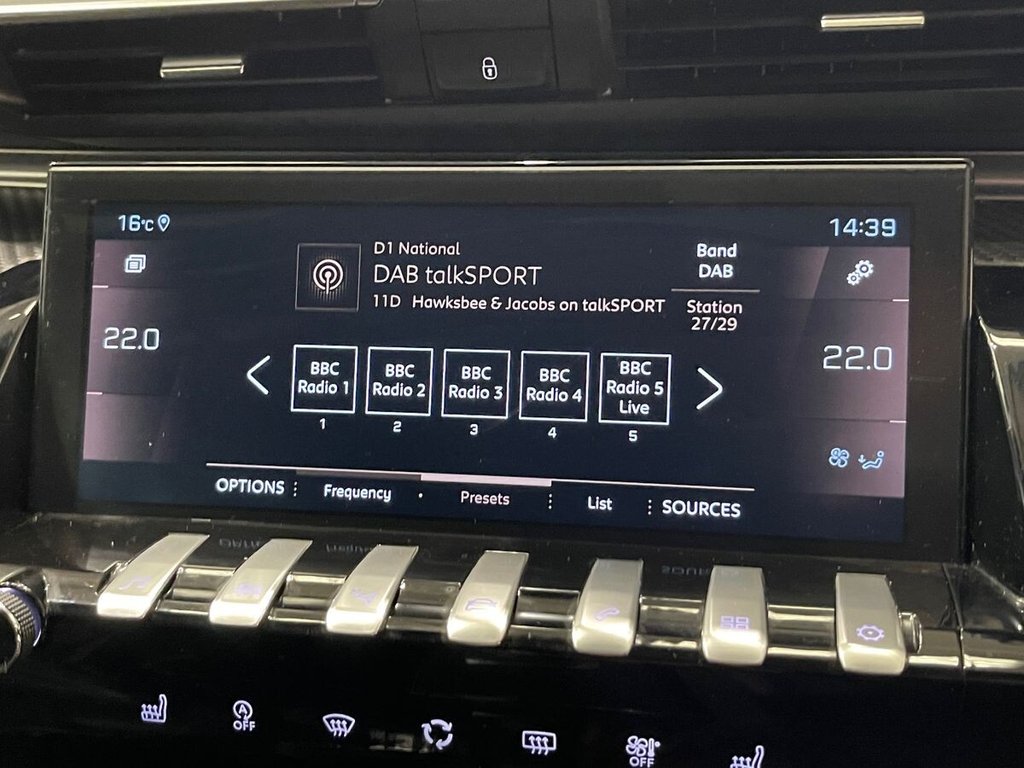 16°C
14:39
D1 National
DAB talkSPORT
11D Hawksbee & Jacobs on talkSPORT
Band
DAB
Station
27/29
22.0
22.0
BBC
Radio 1
BBC
Radio 2
BBC
Radio 3
BBC
Radio 4
BBC
Radio 5
Live
1
2
3
4
5
OPTIONS
Frequency
Presets
List
SOURCES
A
OFF
OFF